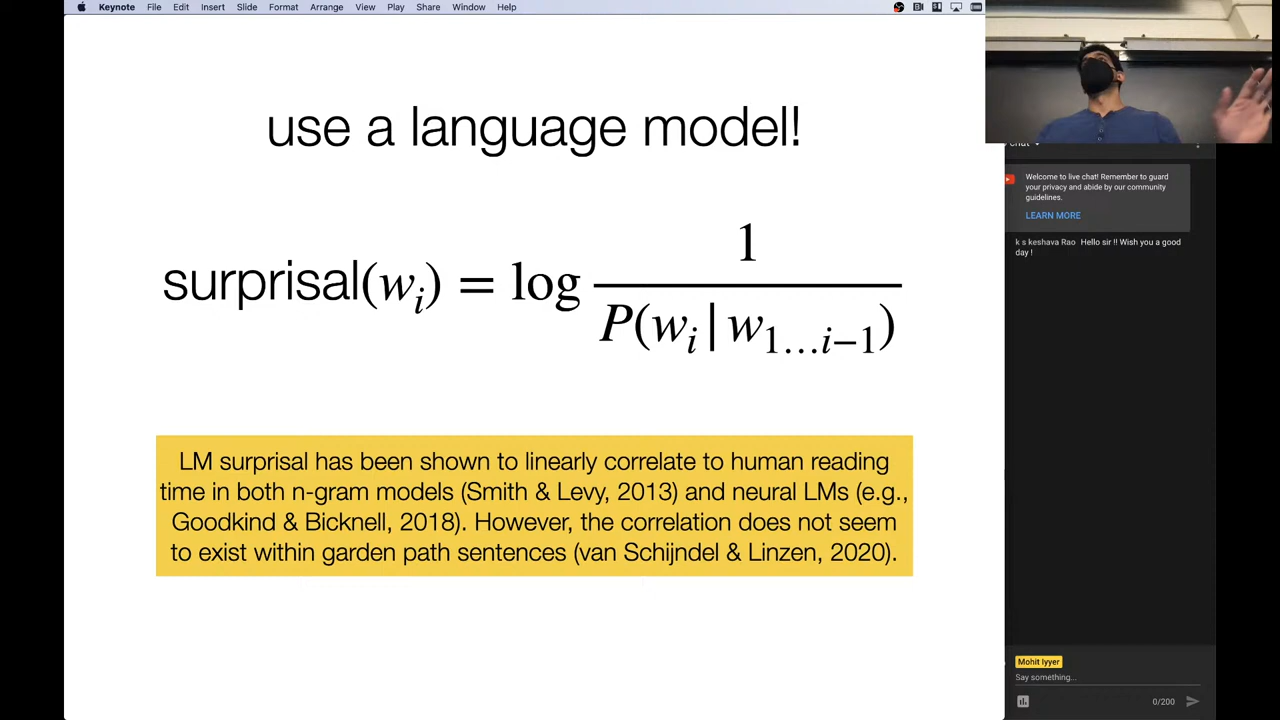 Keynote File Edit Insert Slide Format Arrange View Play Share Window Help
use a language model!
surprisal(w_i) = log 1 / P(w_i | w_{1…i−1})
LM surprisal has been shown to linearly correlate to human reading
time in both n-gram models (Smith & Levy, 2013) and neural LMs (e.g.,
Goodkind & Bicknell, 2018). However, the correlation does not seem
to exist within garden path sentences (van Schijndel & Linzen, 2020).
Welcome to live chat! Remember to guard
your privacy and abide by our community
guidelines.
LEARN MORE
k s keshava Rao Hello sir !! Wish you a good
day !
Mohit Iyyer
Say something...
0/200